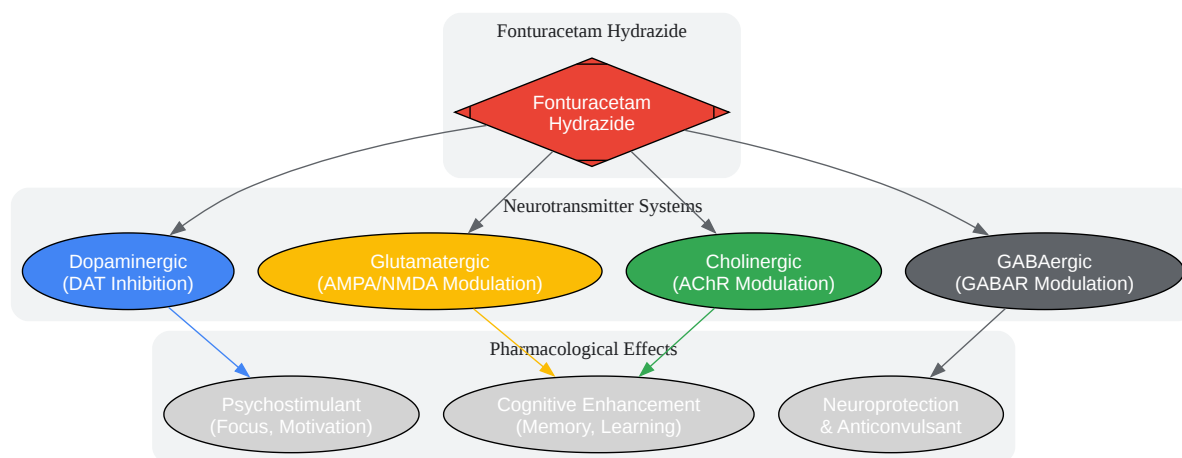 Fonturacetam Hydrazide
Fonturacetam
Hydrazide
Neurotransmitter Systems
Dopaminergic
(DAT Inhibition)
Glutamatergic
(AMPA/NMDA Modulation)
Cholinergic
(AChR Modulation)
GABAergic
(GABAR Modulation)
Pharmacological Effects
Psychostimulant
(Focus, Motivation)
Cognitive Enhancement
(Memory, Learning)
Neuroprotection
& Anticonvulsant